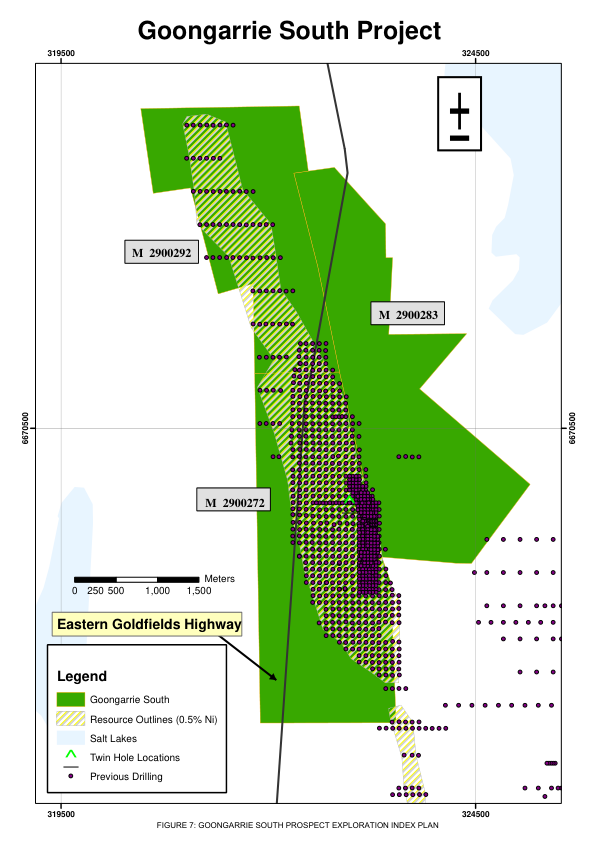 Goongarrie South Project
319500
324500
M 2900292
M 2900283
6670500
6670500
M 2900272
Meters
0 250 500 1,000 1,500
Eastern Goldfields Highway
Legend
Goongarrie South
Resource Outlines (0.5% Ni)
Salt Lakes
Twin Hole Locations
Previous Drilling
319500
324500
FIGURE 7: GOONGARRIE SOUTH PROSPECT EXPLORATION INDEX PLAN